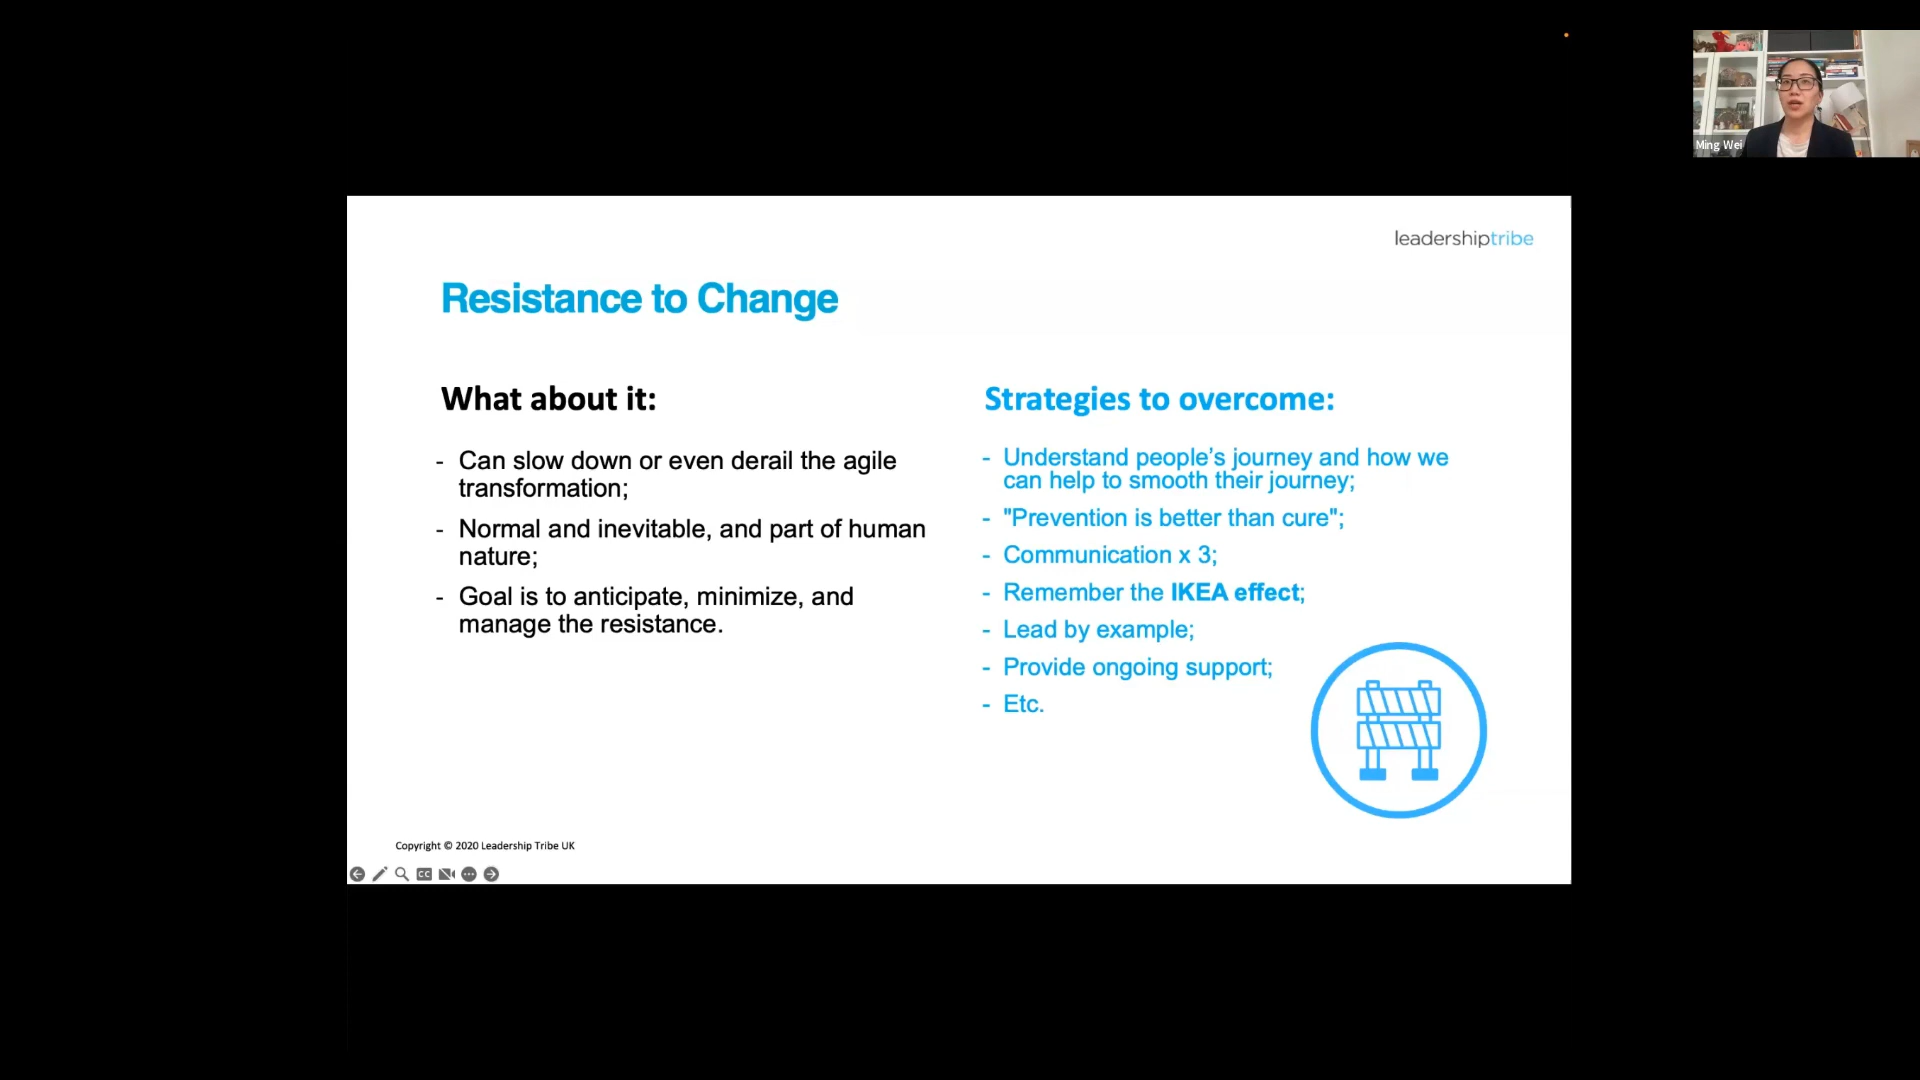 Ming Wei
leadershiptribe
Resistance to Change
What about it:
- Can slow down or even derail the agile
transformation;
- Normal and inevitable, and part of human
nature;
- Goal is to anticipate, minimize, and
manage the resistance.
Strategies to overcome:
- Understand people’s journey and how we
can help to smooth their journey;
- "Prevention is better than cure";
- Communication x 3;
- Remember the IKEA effect;
- Lead by example;
- Provide ongoing support;
- Etc.
Copyright © 2020 Leadership Tribe UK
CC